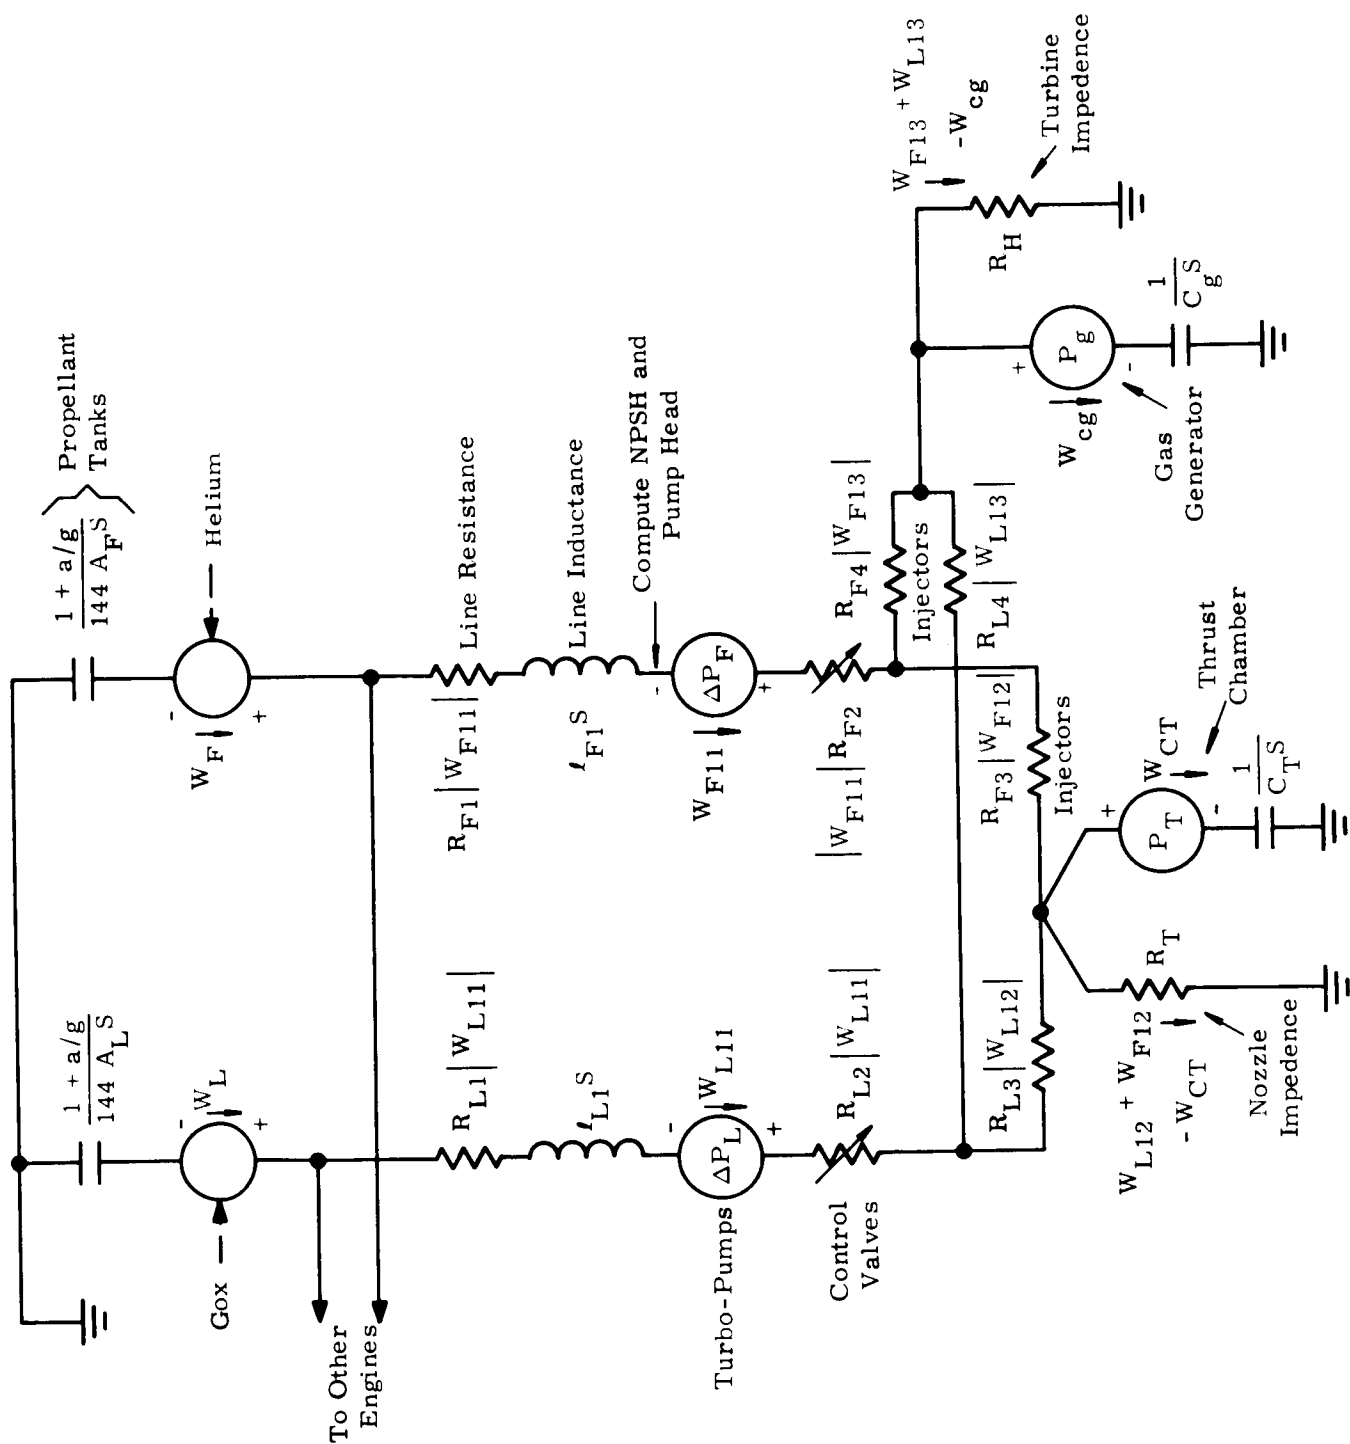 1 + a/g
144 A_L S
1 + a/g
144 A_F S
Propellant
Tanks
Gox
-
W_L
+
-
W_F
+
Helium
To Other
Engines
R_L1 |W_L11|
R_F1 |W_F11|
Line Resistance
ℓ_L1 S
ℓ_F1 S
Line Inductance
Compute NPSH and
Pump Head
Turbo-Pumps
-
ΔP_L
+
W_L11
W_F11
-
ΔP_F
+
Control
Valves
R_L2 |W_L11|
|W_F11| R_F2
R_F4 |W_F13|
Injectors
R_L4 |W_L13|
W_F13 + W_L13
-W_cg
R_H
Turbine
Impedence
R_L3 |W_L12|
R_F3 |W_F12|
Injectors
W_cg
+
P_g
-
1
C_g S
Gas
Generator
W_L12 + W_F12
- W_CT
R_T
Nozzle
Impedence
+
P_T
-
W_CT
1
C_T S
Thrust
Chamber